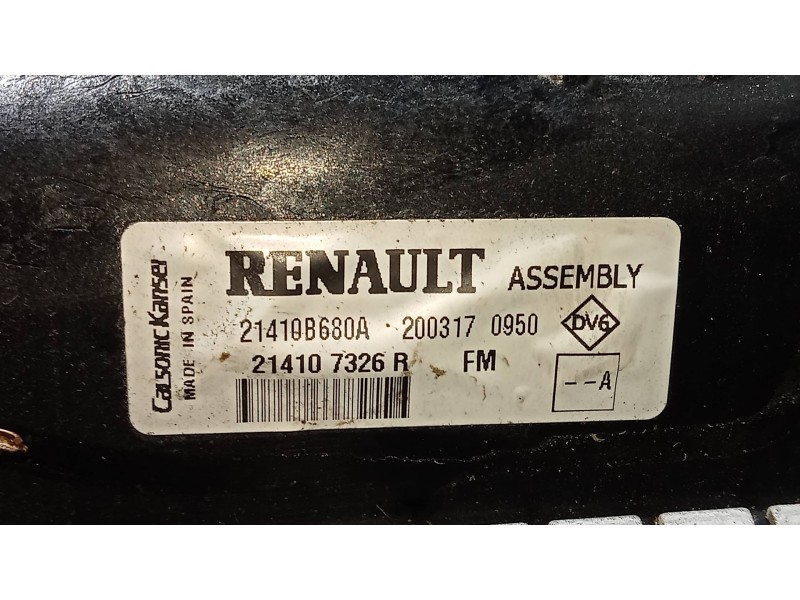 Calsonic Kansei
MADE IN SPAIN
RENAULT ASSEMBLY
21410B680A 200317 0950
DV6
21410 7326 R FM
--A